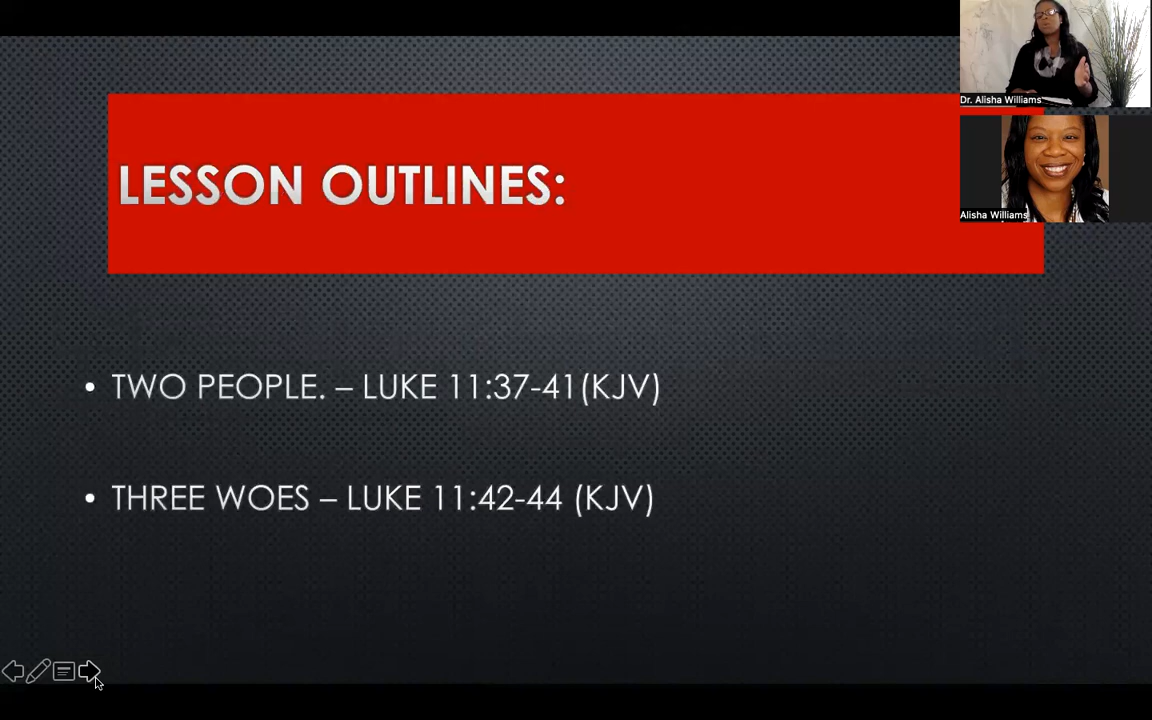 LESSON OUTLINES:
• TWO PEOPLE. – LUKE 11:37-41(KJV)
• THREE WOES – LUKE 11:42-44 (KJV)
Dr. Alisha Williams
Alisha Williams